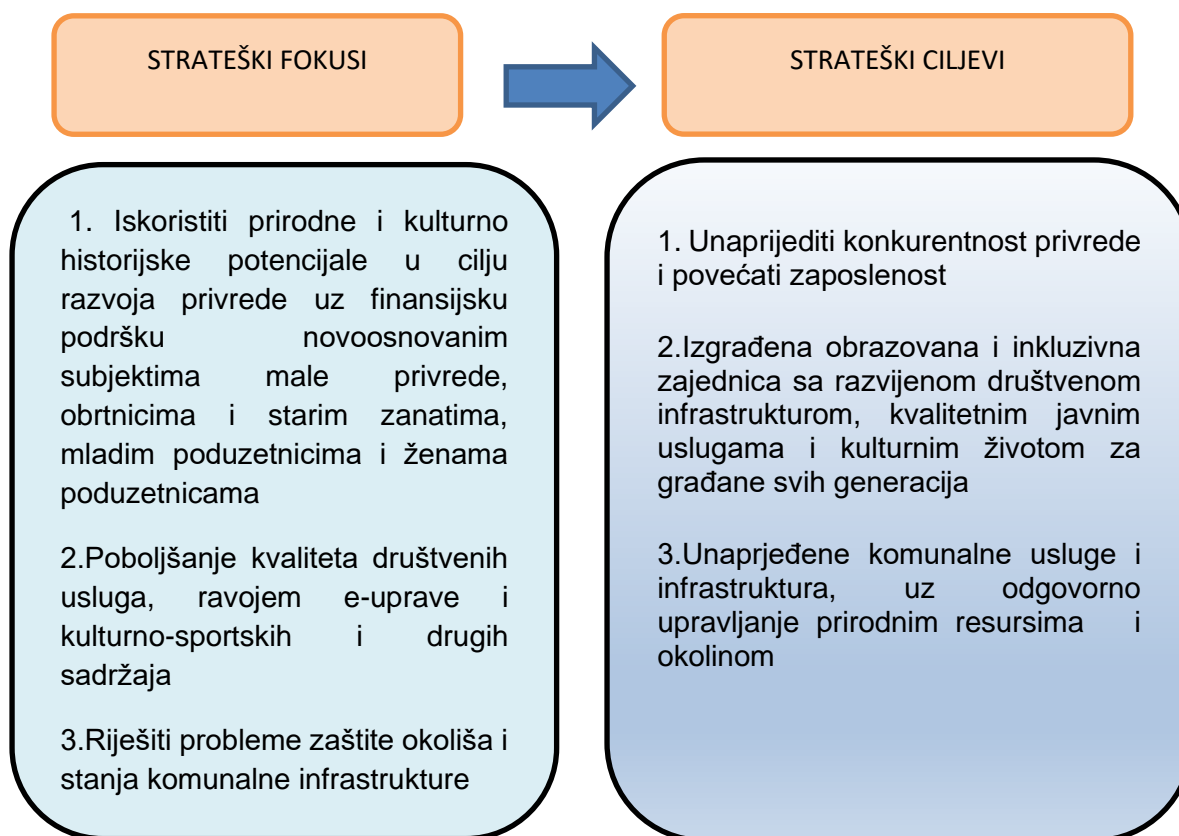 STRATEŠKI FOKUSI
STRATEŠKI CILJEVI
1. Iskoristiti prirodne i kulturno
historijske potencijale u cilju
razvoja privrede uz finansijsku
podršku novoosnovanim
subjektima male privrede,
obrtnicima i starim zanatima,
mladim poduzetnicima i ženama
poduzetnicama
2.Poboljšanje kvaliteta društvenih
usluga, ravojem e-uprave i
kulturno-sportskih i drugih
sadržaja
3.Riješiti probleme zaštite okoliša i
stanja komunalne infrastrukture
1. Unaprijediti konkurentnost privrede
i povećati zaposlenost
2.Izgrađena obrazovana i inkluzivna
zajednica sa razvijenom društvenom
infrastrukturom, kvalitetnim javnim
uslugama i kulturnim životom za
građane svih generacija
3.Unaprjeđene komunalne usluge i
infrastruktura, uz odgovorno
upravljanje prirodnim resursima i
okolinom